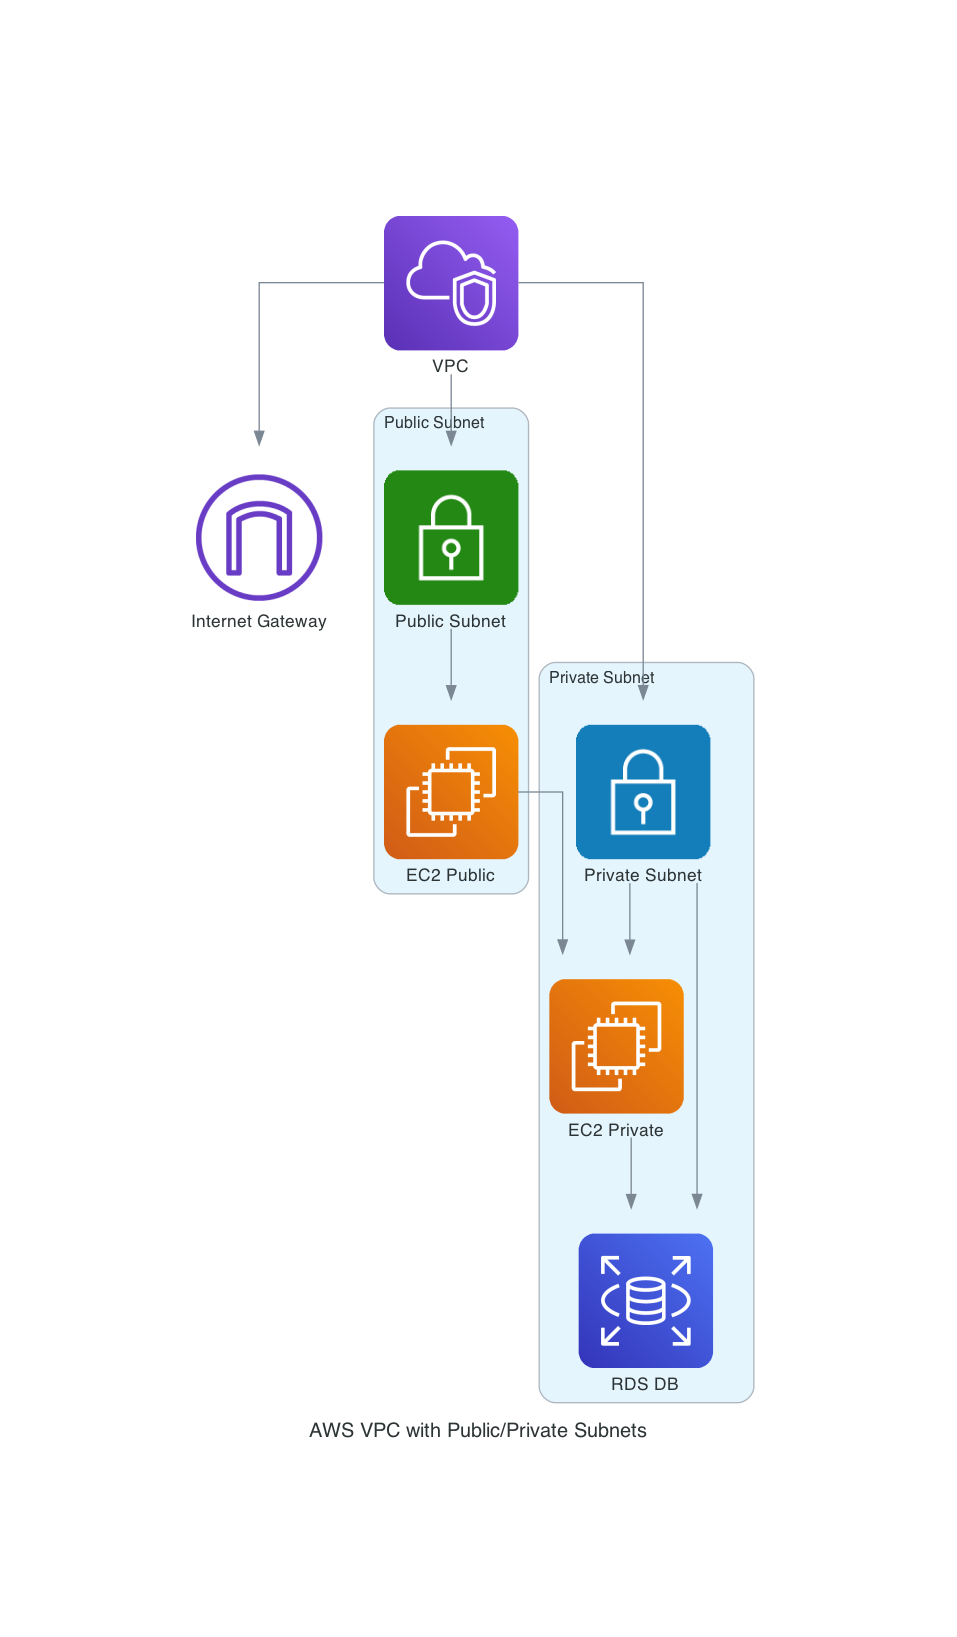 VPC
Public Subnet
Internet Gateway
Public Subnet
Private Subnet
EC2 Public
Private Subnet
EC2 Private
RDS DB
AWS VPC with Public/Private Subnets